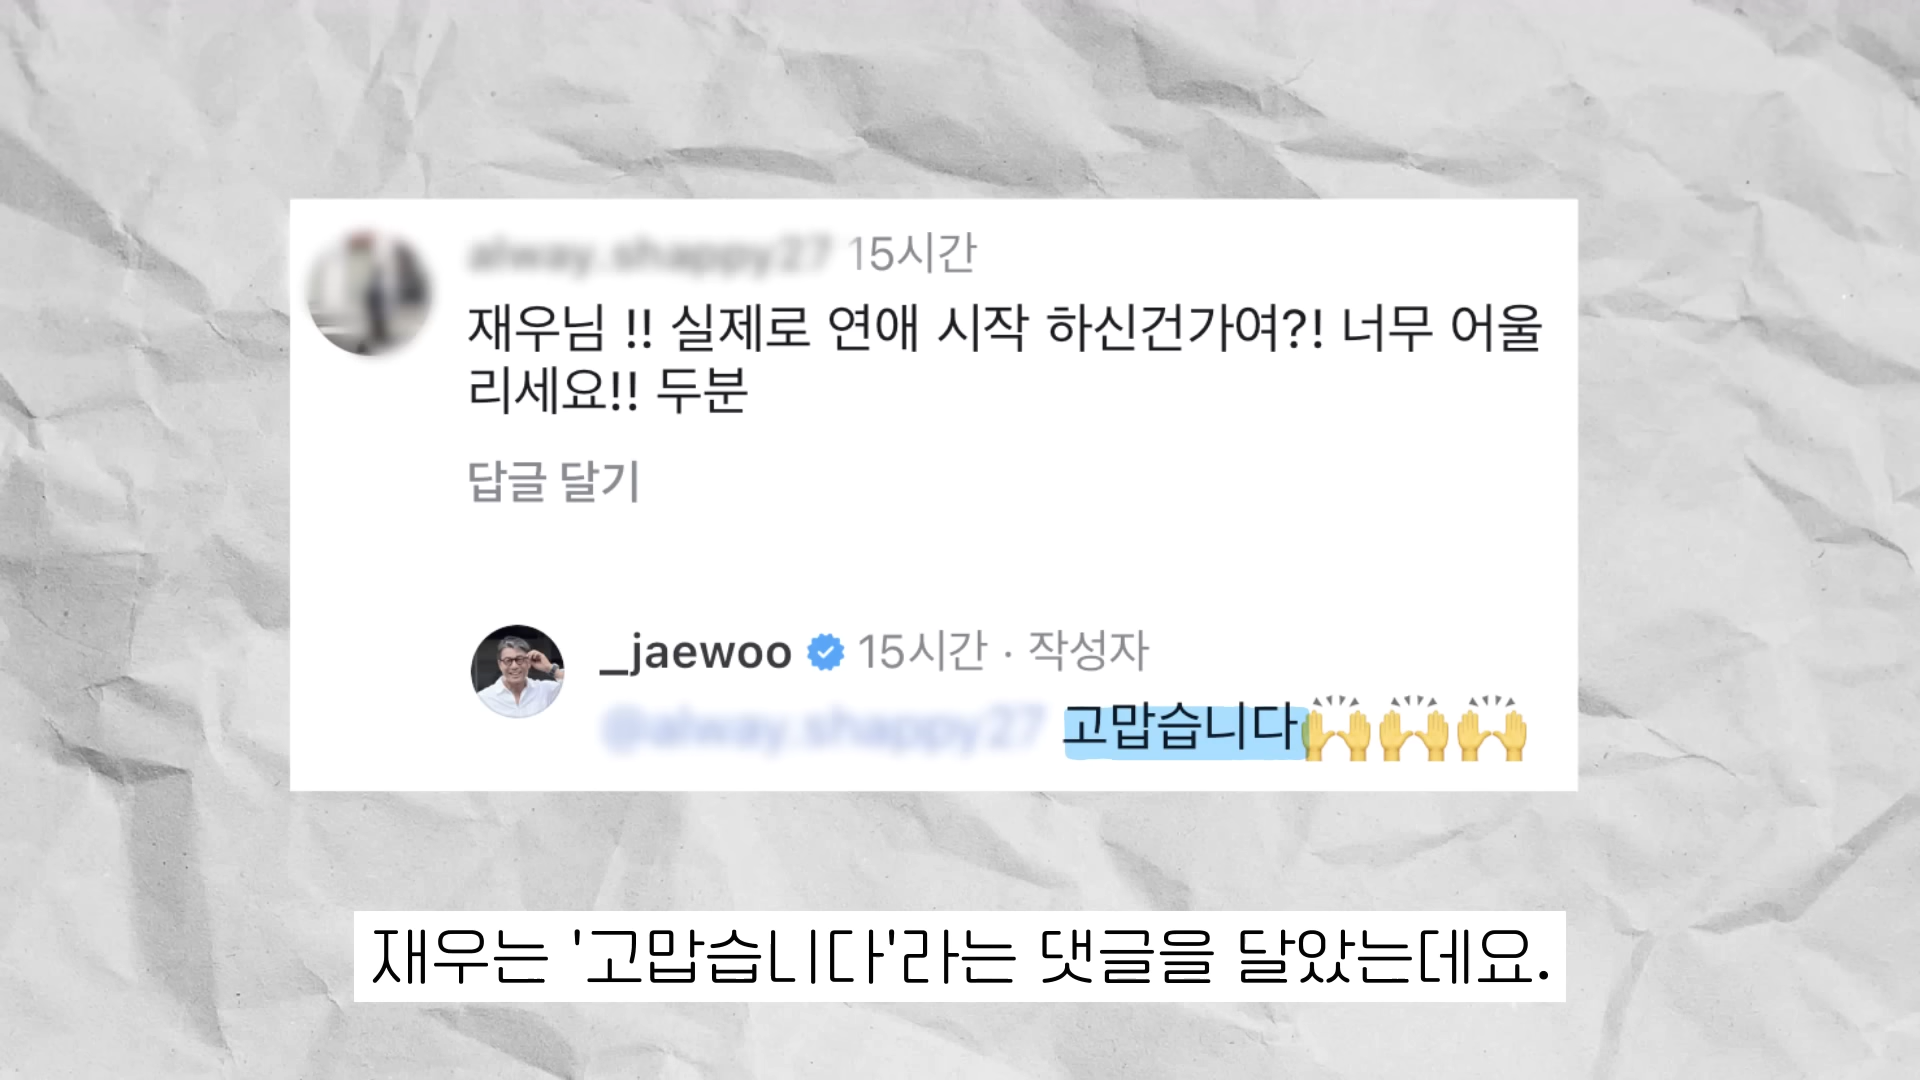 15시간
재우님 !! 실제로 연애 시작 하신건가여?! 너무 어울
리세요!! 두분
답글 달기
_jaewoo 15시간 · 작성자
고맙습니다🙌🙌🙌
재우는 '고맙습니다'라는 댓글을 달았는데요.